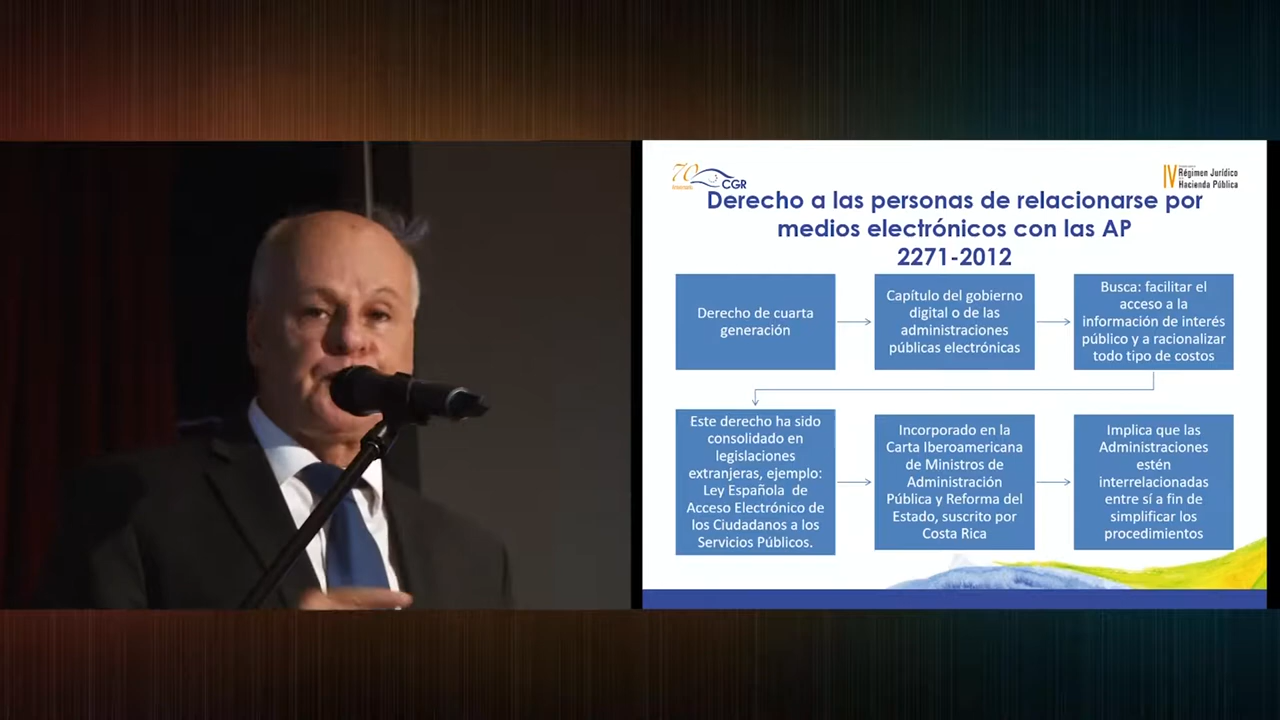 70
Aniversario
CGR
IV
Régimen Jurídico
Hacienda Pública
Derecho a las personas de relacionarse por
medios electrónicos con las AP
2271-2012
Derecho de cuarta
generación
Capítulo del gobierno
digital o de las
administraciones
públicas electrónicas
Busca: facilitar el
acceso a la
información de interés
público y a racionalizar
todo tipo de costos
Este derecho ha sido
consolidado en
legislaciones
extranjeras, ejemplo:
Ley Española de
Acceso Electrónico de
los Ciudadanos a los
Servicios Públicos.
Incorporado en la
Carta Iberoamericana
de Ministros de
Administración
Pública y Reforma del
Estado, suscrito por
Costa Rica
Implica que las
Administraciones
estén
interrelacionadas
entre sí a fin de
simplificar los
procedimientos